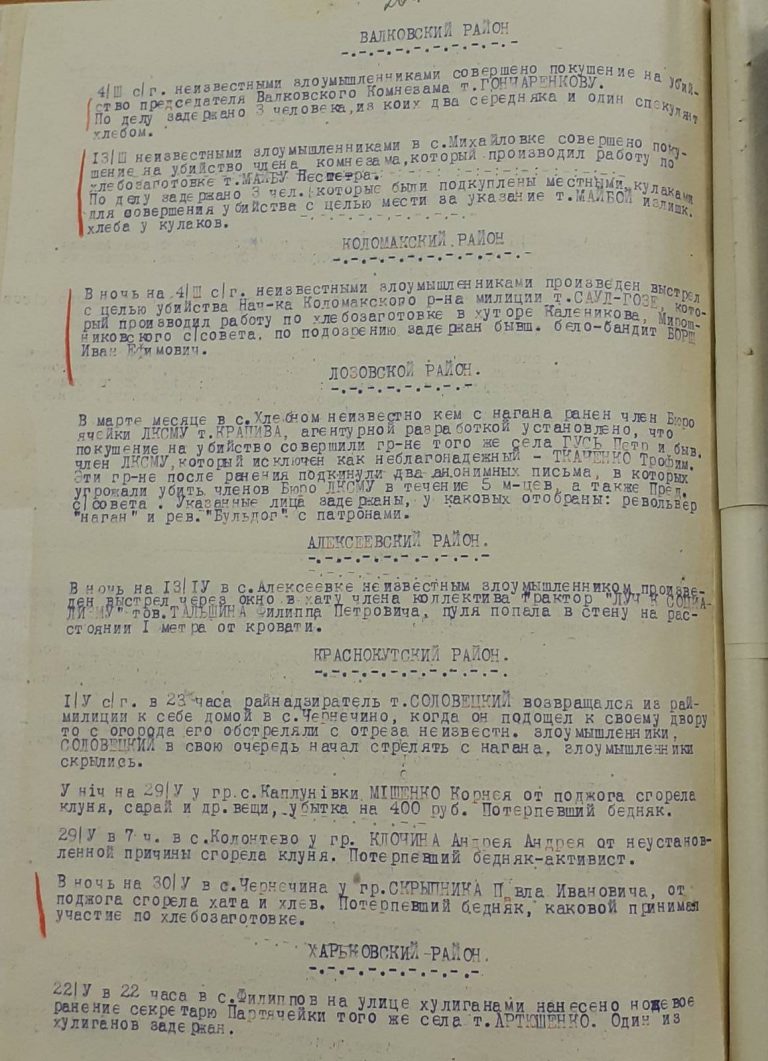 ВАЛКОВСКИЙ РАЙОН
4/Ш с/г. неизвестными злоумышленниками совершено покушение на убий-
ство председателя Валковского Комнезама т.ГОНЧАРЕНКОВУ.
По делу задержано 3 человека,из коих два середняка и один спекулянт
хлебом.
13/Ш неизвестными злоумышленниками в с.Михайловке совершено поку-
шение на убийство члена комнезама,который производил работу по
хлебозаготовке т.МАЙБУ
По делу задержано 3 чел. которые были подкуплены местными кулаками
для совершения убийства с целью мести за указание т.МАЙБОЙ излишк.
хлеба у кулаков.
КОЛОМАКСКИЙ РАЙОН
В ночь на 4/Ш с/г. неизвестными злоумышленниками произведен выстрел
с целью убийства Нач-ка Коломакского р-на милиции т.САУЛ-ГОЗЕ, кото-
рый производил работу по хлебозаготовке в хуторе Каленикова, Мирош-
никовского с/совета, по подозрению задержан бывш. бело-бандит БОРЩ
Иван Ефимович.
ЛОЗОВСКОЙ РАЙОН.
В марте месяце в с.Хлебном неизвестно кем с нагана ранен член Бюро
ячейки ЛКСМУ т.КРАПИВА, агентурной разработкой установлено, что
покушение на убийство совершили гр-не того же села ГУСЬ Петр и быв.
член ЛКСМУ,который исключен как неблагонадежный - ТКАЧЕНКО Трофим.
Эти гр-не после ранения подкинули два анонимных письма, в которых
угрожали убить членов Бюро ЛКСМУ в течение 5 м-цев, а также Пред.
с/совета . Указанные лица задержаны, у каковых отобраны: револьвер
"наган" и рев."Бульдог" с патронами.
АЛЕКСЕЕВСКИЙ РАЙОН.
В ночь на 13/IУ в с.Алексеевке неизвестным злоумышленником произве-
ден выстрел через окно в хату члена коллектива Трактор "ЛУЧ К СОЦИА-
ЛИЗМУ" тов.ТАЛЬШИНА Филиппа Петровича, пуля попала в стену на рас-
стоянии I метра от кровати.
КРАСНОКУТСКИЙ РАЙОН.
I/У с/г. в 23 часа райнадзиратель т.СОЛОВЕЦКИЙ возвращался из рай-
милиции к себе домой в с.Чернечино, когда он подощел к своему двору
то с огорода его обстреляли с отреза неизвестн. злоумышленники,
СОЛОВЕЦКИЙ в свою очередь начал стрелять с нагана, злоумышленники
скрылись.
У ніч на 29/У у гр.с.Каплунівки МІШЕНКО Корнея от поджога сгорела
клуня, сарай и др.вещи, убытка на 400 руб. Потерпевший бедняк.
29/У в 7 ч. в с.Колонтево у гр. КЛОЧИНА Андрея Андрея от неустанов-
ленной причины сгорела клуня. Потерпевший бедняк-активист.
В ночь на 30/У в с.Чернечина у гр.СКРЫПНИКА П вла Ивановича, от
поджога сгорела хата и хлев. Потерпевший бедняк, каковой принимал
участие по хлебозаготовке.
ХАРЬКОВСКИЙ РАЙОН.
22/У в 22 часа в с.Филиппов на улице хулиганами нанесено ножевое
ранение секретарю Партячейки того же села т.АРТЮШЕНКО. Один из
хулиганов задержан.